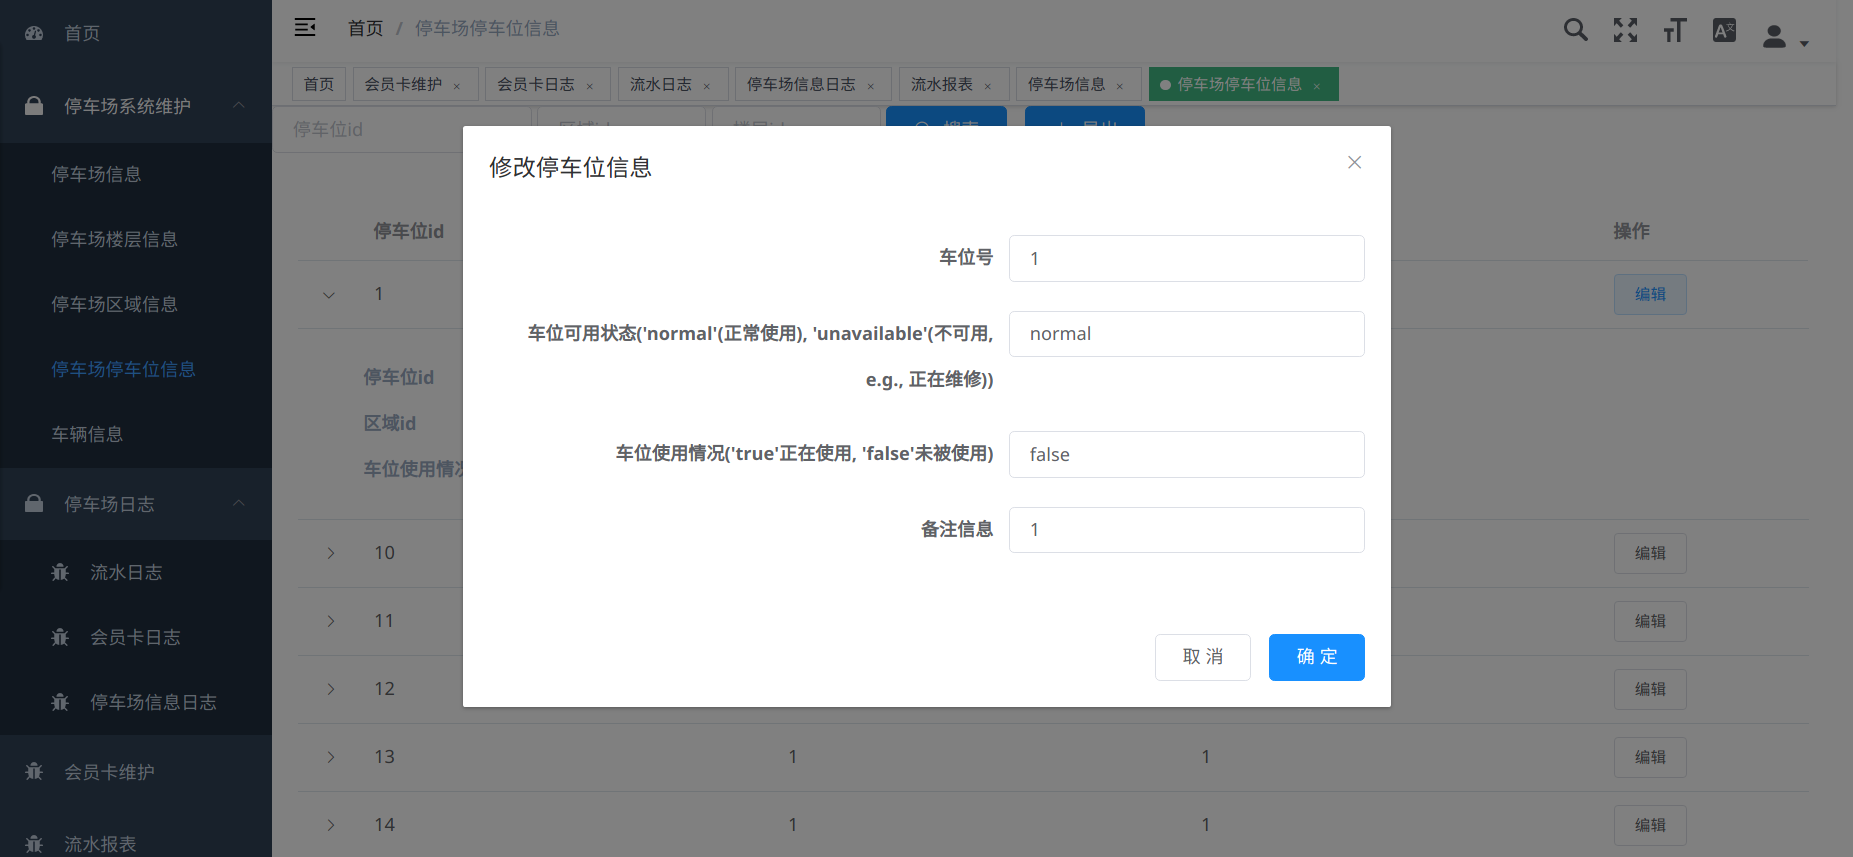 首页
停车场系统维护
停车场信息
停车场楼层信息
停车场区域信息
停车场停车位信息
车辆信息
停车场日志
流水日志
会员卡日志
停车场信息日志
会员卡维护
流水报表
首页 / 停车场停车位信息
首页 会员卡维护 × 会员卡日志 × 流水日志 × 停车场信息日志 × 流水报表 × 停车场信息 × 停车场停车位信息 ×
停车位id
停车位id 操作
1 编辑
停车位id
区域id
车位使用情况
10 编辑
11 编辑
12 编辑
13 1 1 编辑
14 1 1 编辑
修改停车位信息
车位号 1
车位可用状态('normal'(正常使用), 'unavailable'(不可用, normal
e.g., 正在维修))
车位使用情况('true'正在使用, 'false'未被使用) false
备注信息 1
取 消 确 定